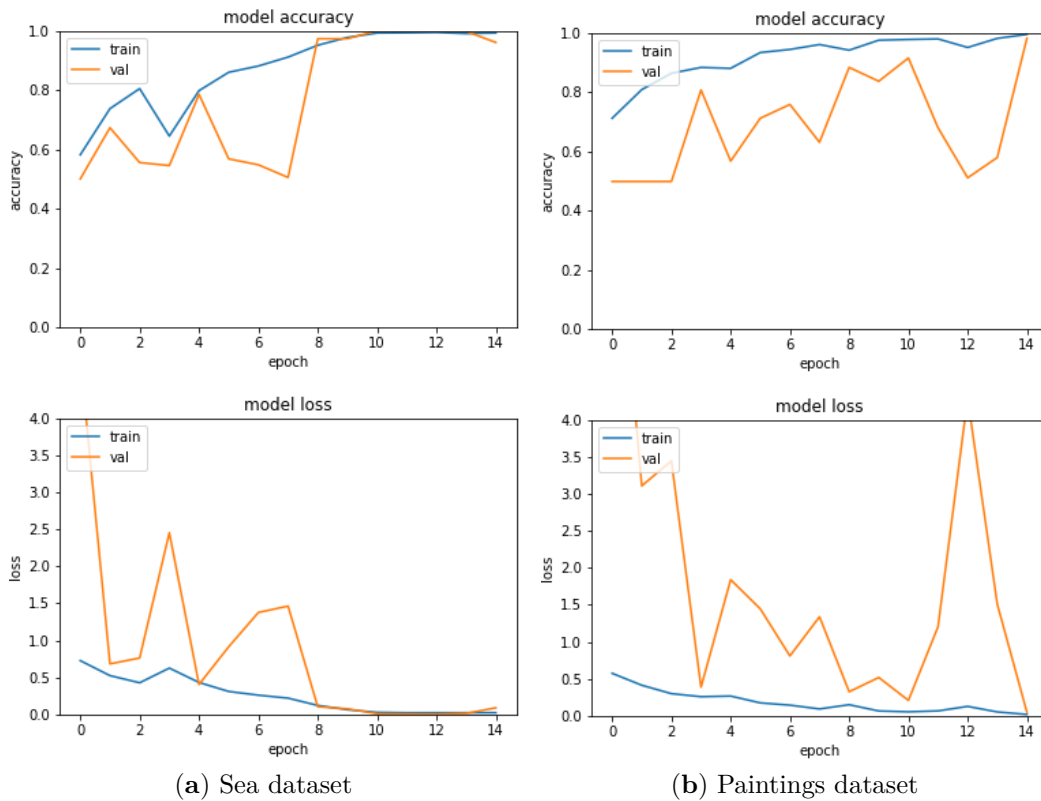 model accuracy
train
val
accuracy
1.0
0.8
0.6
0.4
0.2
0.0
0 2 4 6 8 10 12 14
epoch
model accuracy
train
val
accuracy
1.0
0.8
0.6
0.4
0.2
0.0
0 2 4 6 8 10 12 14
epoch
model loss
train
val
loss
4.0
3.5
3.0
2.5
2.0
1.5
1.0
0.5
0.0
0 2 4 6 8 10 12 14
epoch
model loss
train
val
loss
4.0
3.5
3.0
2.5
2.0
1.5
1.0
0.5
0.0
0 2 4 6 8 10 12 14
epoch
(a) Sea dataset
(b) Paintings dataset